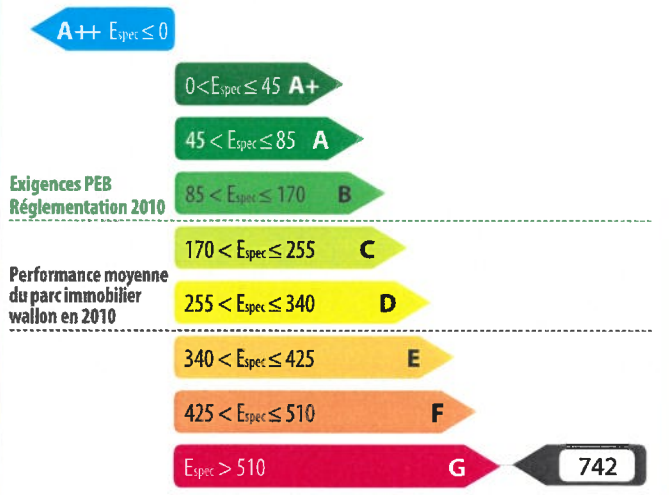 A++ Espec ≤ 0
0<Espec ≤ 45 A+
45 < Espec ≤ 85 A
Exigences PEB
Réglementation 2010
85 < Espec ≤ 170 B
170 < Espec ≤ 255 C
Performance moyenne
du parc immobilier
wallon en 2010
255 < Espec ≤ 340 D
340 < Espec ≤ 425 E
425 < Espec ≤ 510 F
Espec > 510 G 742